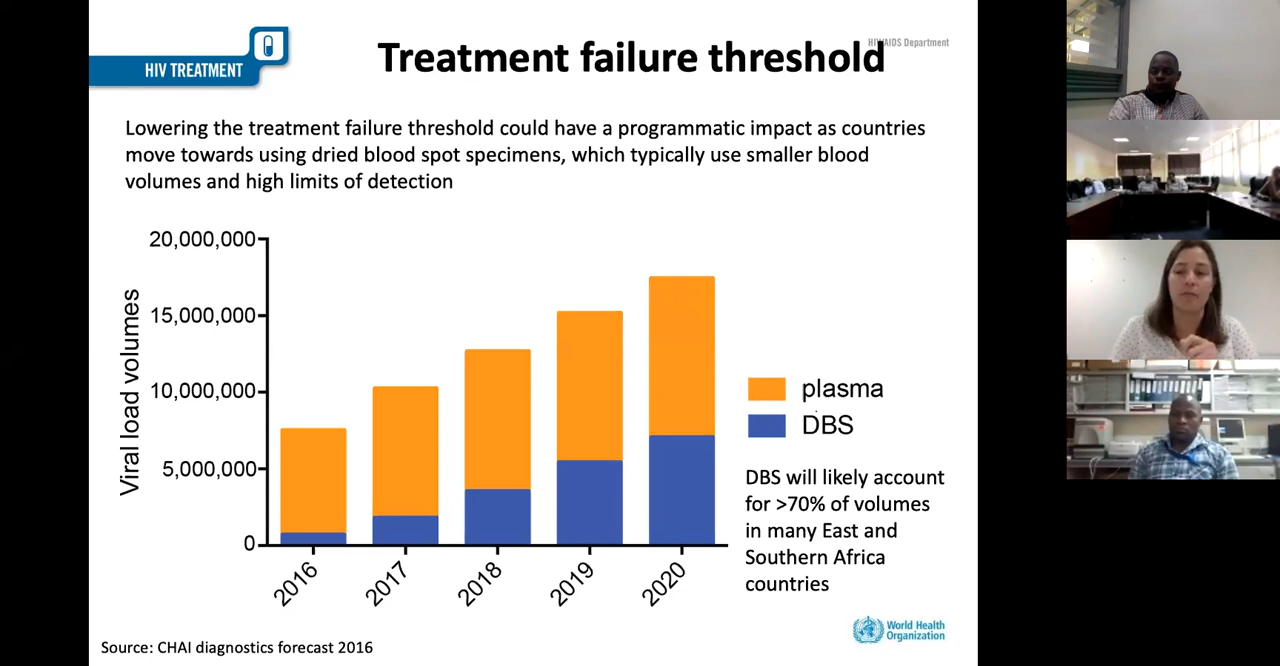 HIV TREATMENT
HIV/AIDS Department
Treatment failure threshold
Lowering the treatment failure threshold could have a programmatic impact as countries
move towards using dried blood spot specimens, which typically use smaller blood
volumes and high limits of detection
Viral load volumes
20,000,000
15,000,000
10,000,000
5,000,000
0
2016
2017
2018
2019
2020
plasma
DBS
DBS will likely account
for >70% of volumes
in many East and
Southern Africa
countries
World Health
Organization
Source: CHAI diagnostics forecast 2016